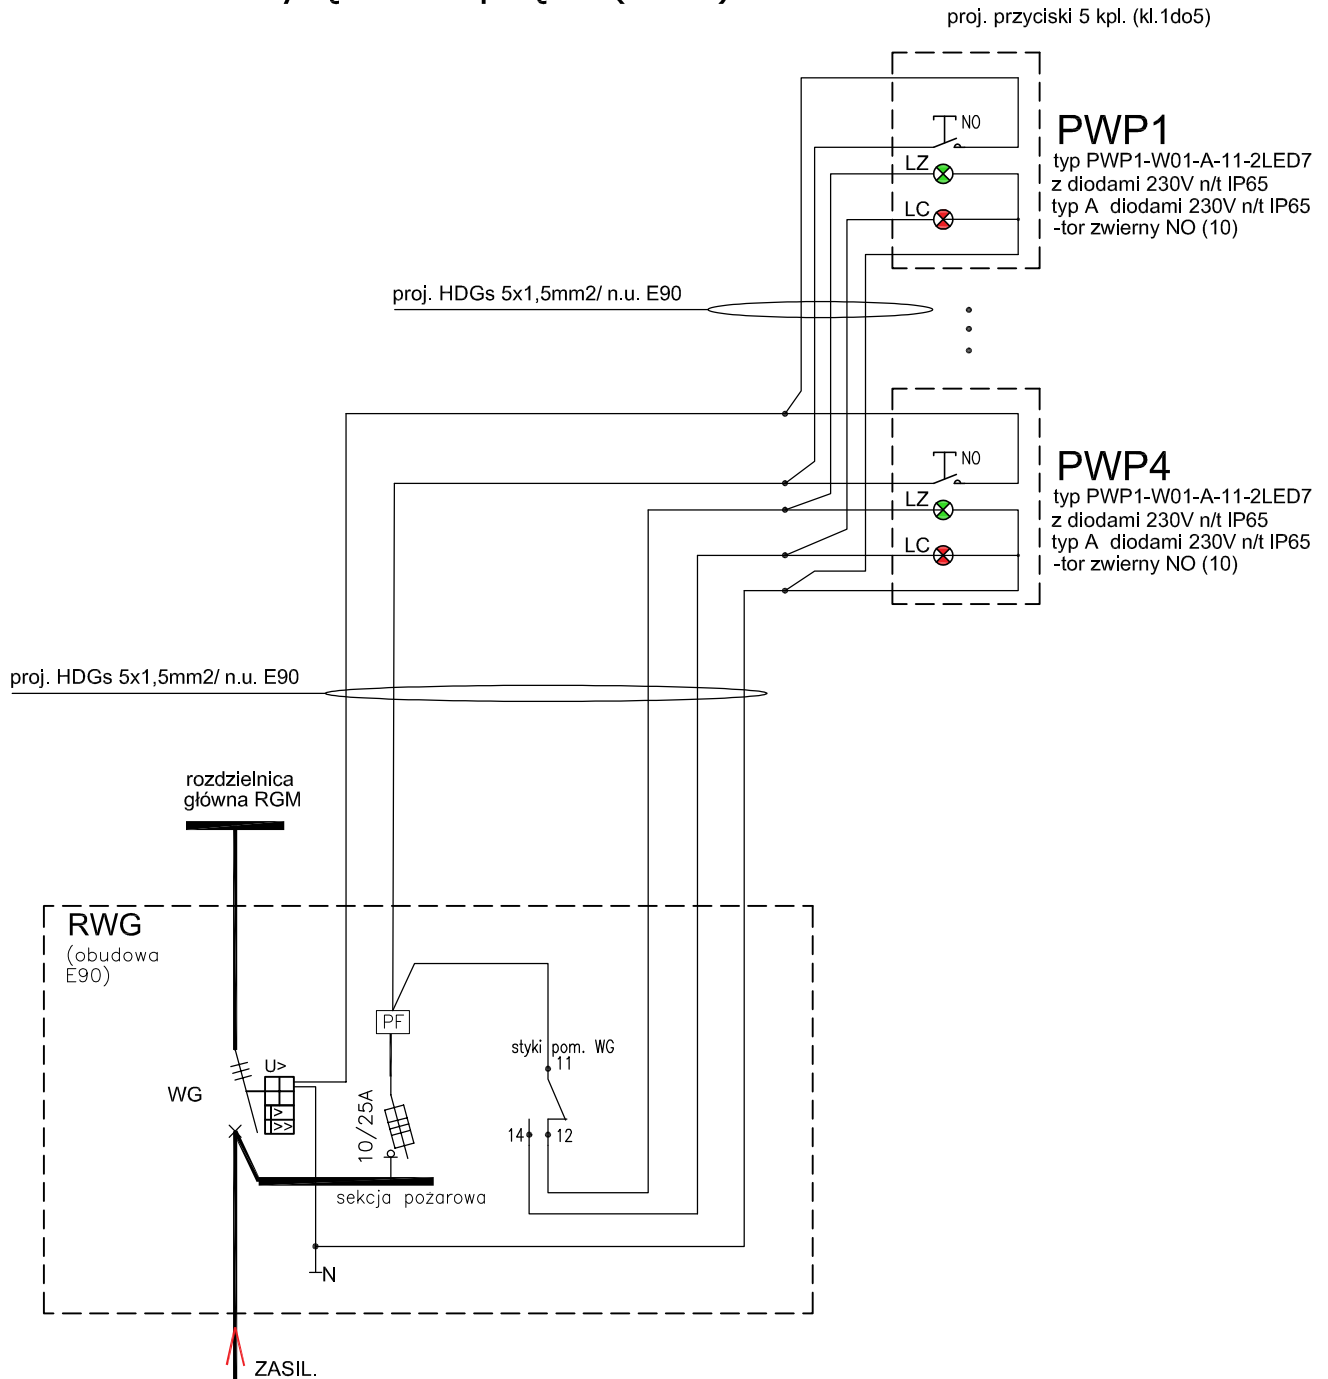 proj. przyciski 5 kpl. (kl.1do5)
PWP1
NO
typ PWP1-W01-A-11-2LED7
LZ
z diodami 230V n/t IP65
LC
typ A diodami 230V n/t IP65
-tor zwierny NO (10)
proj. HDGs 5x1,5mm2/ n.u. E90
PWP4
NO
typ PWP1-W01-A-11-2LED7
LZ
z diodami 230V n/t IP65
LC
typ A diodami 230V n/t IP65
-tor zwierny NO (10)
proj. HDGs 5x1,5mm2/ n.u. E90
rozdzielnica
główna RGM
RWG
(obudowa
E90)
PF
styki pom. WG
11
U>
WG
>
>>
10/25A
14
12
sekcja pożarowa
N
ZASIL.